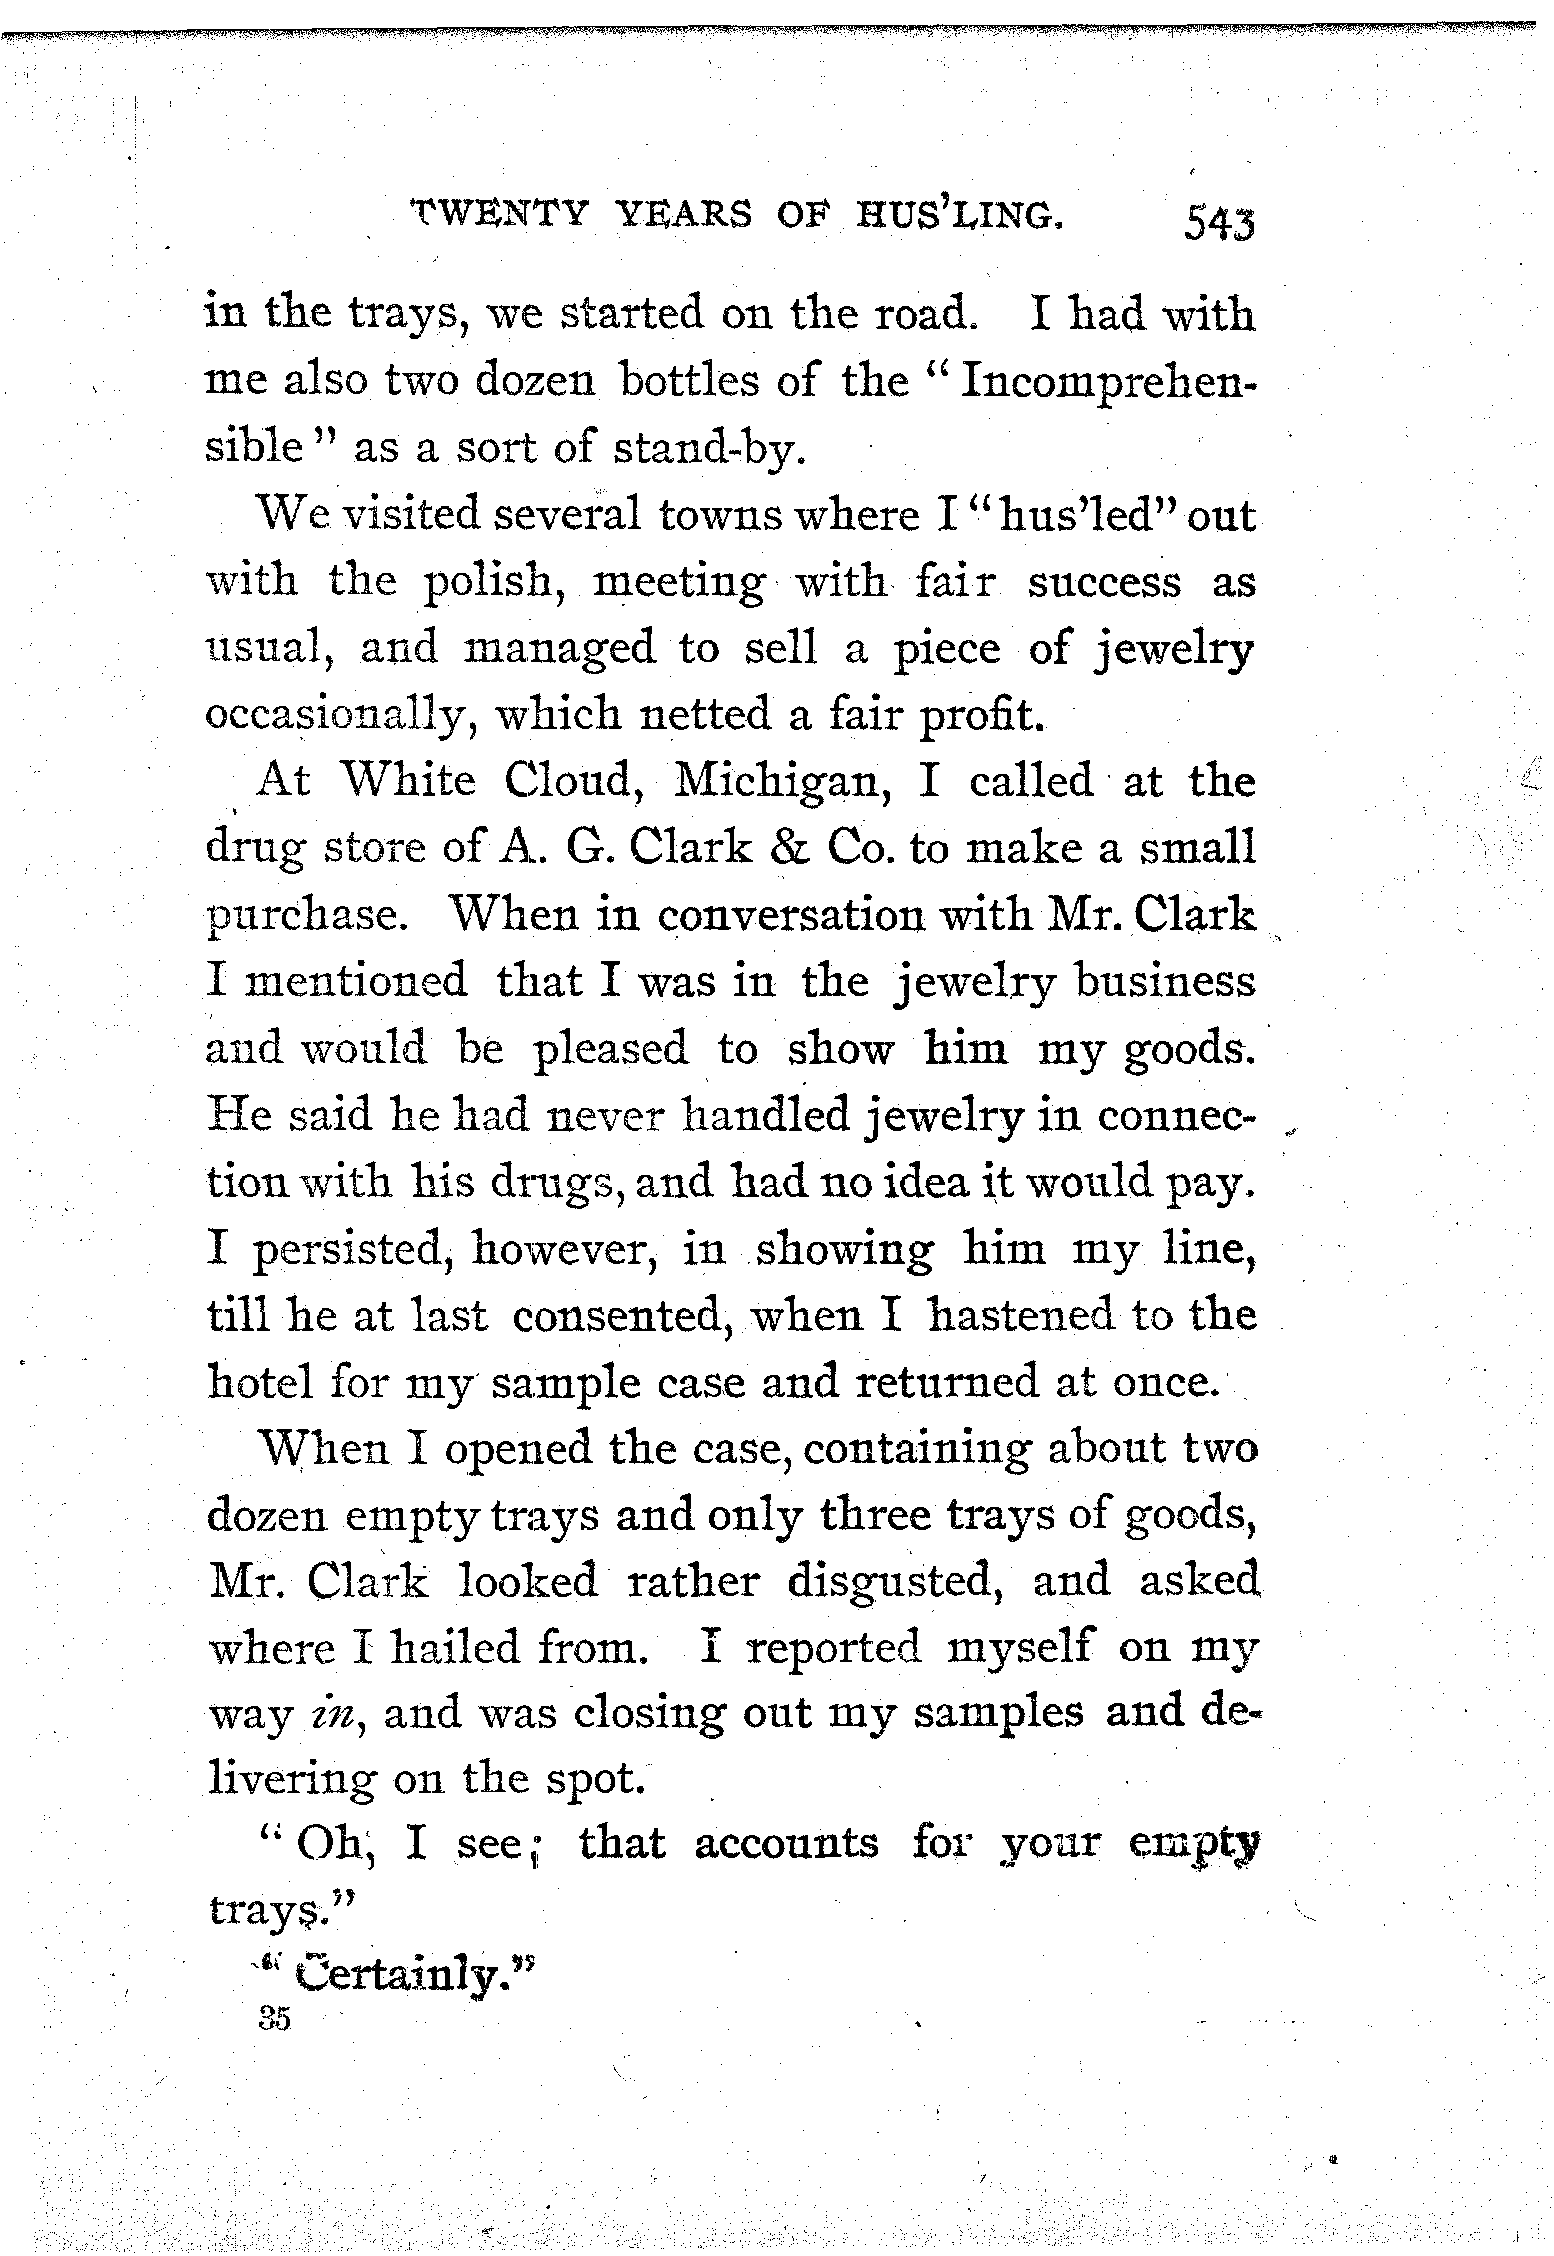 TWENTY YEARS OF HUS'LING. 543
in the trays, we started on the road. I had with
me also two dozen bottles of the "Incomprehen-
sible" as a sort of stand-by.
We visited several towns where I "hus'led" out
with the polish, meeting with fair success as
usual, and managed to sell a piece of jewelry
occasionally, which netted a fair profit.
At White Cloud, Michigan, I called at the
drug store of A. G. Clark & Co. to make a small
purchase. When in conversation with Mr. Clark
I mentioned that I was in the jewelry business
and would be pleased to show him my goods.
He said he had never handled jewelry in connec-
tion with his drugs, and had no idea it would pay.
I persisted, however, in showing him my line,
till he at last consented, when I hastened to the
hotel for my sample case and returned at once.
When I opened the case, containing about two
dozen empty trays and only three trays of goods,
Mr. Clark looked rather disgusted, and asked
where I hailed from. I reported myself on my
way in, and was closing out my samples and de-
livering on the spot.
"Oh, I see; that accounts for your empty
trays."
"Certainly."
35